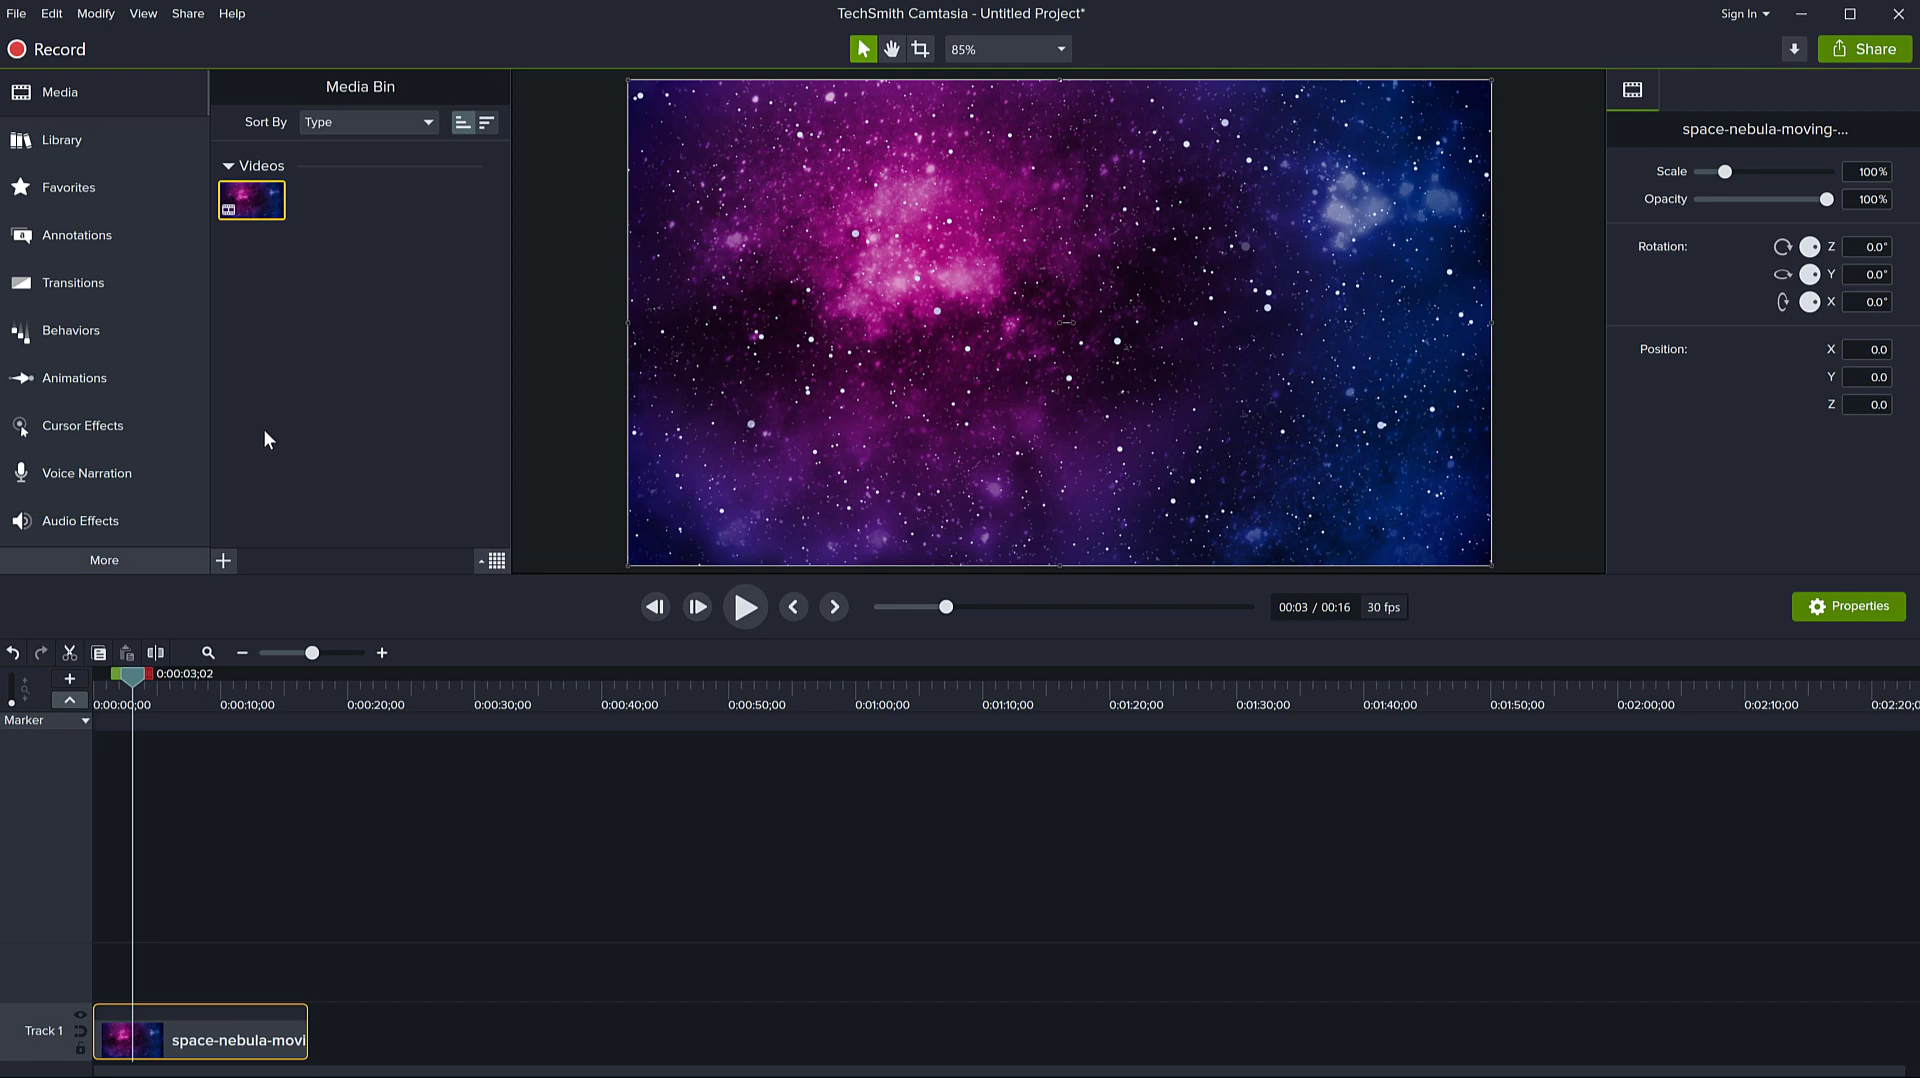 File Edit Modify View Share Help
TechSmith Camtasia - Untitled Project*
Sign In
Record
85%
Share
Media
Library
Favorites
Annotations
Transitions
Behaviors
Animations
Cursor Effects
Voice Narration
Audio Effects
More
Media Bin
Sort By Type
Videos
space-nebula-moving-...
Scale 100%
Opacity 100%
Rotation: Z 0.0°
Y 0.0°
X 0.0°
Position: X 0.0
Y 0.0
Z 0.0
00:03 / 00:16 30 fps
Properties
0:00:03;02
0:00:00;00 0:00:10;00 0:00:20;00 0:00:30;00 0:00:40;00 0:00:50;00 0:01:00;00 0:01:10;00 0:01:20;00 0:01:30;00 0:01:40;00 0:01:50;00 0:02:00;00 0:02:10;00 0:02:20;0
Marker
Track 1
space-nebula-movi